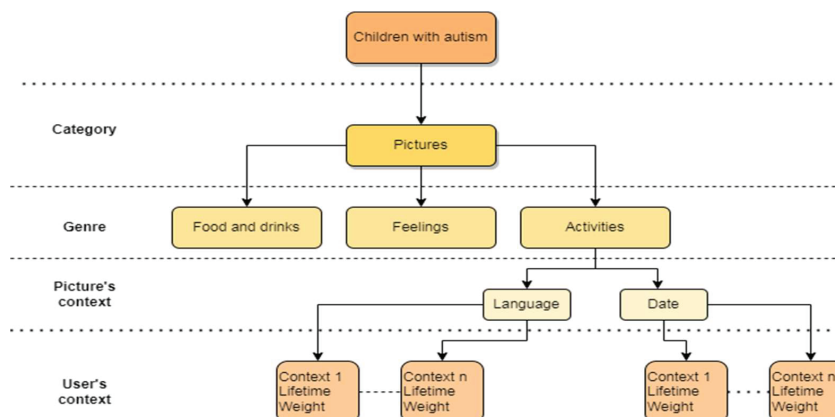 Children with autism
Category
Pictures
Genre
Food and drinks
Feelings
Activities
Picture's
context
Language
Date
User's
context
Context 1
Lifetime
Weight
Context n
Lifetime
Weight
Context 1
Lifetime
Weight
Context n
Lifetime
Weight